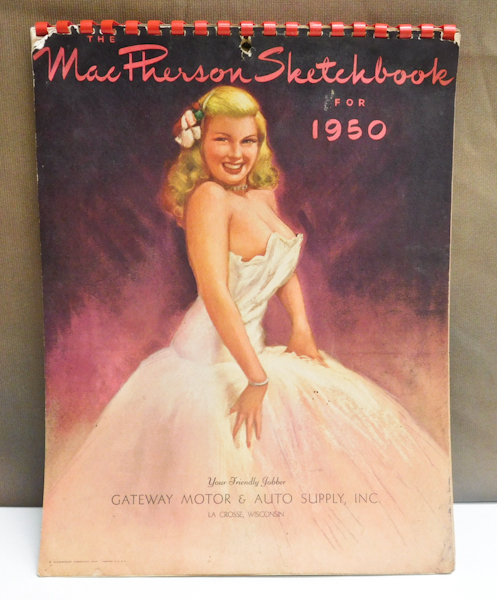 THE
MacPherson Sketchbook
FOR
1950
Your Friendly Jobber
GATEWAY MOTOR & AUTO SUPPLY, INC.
LA CROSSE, WISCONSIN